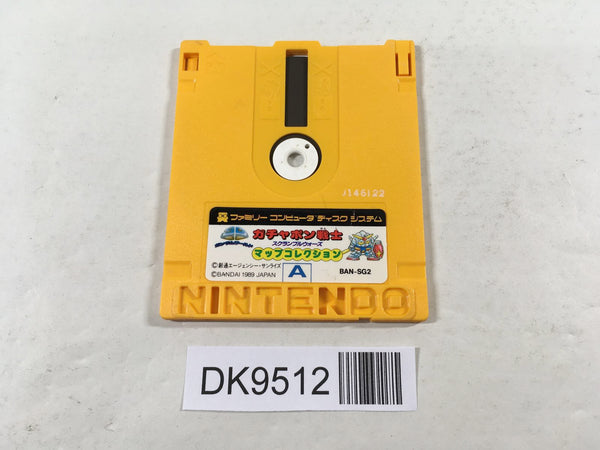 J146122
ファミリー コンピュータ ディスク システム
ガチャポン戦士
スクランブルウォーズ
マップコレクション
©創通エージェンシー・サンライズ
©BANDAI 1989 JAPAN
A
BAN-SG2
NINTENDO
DK9512